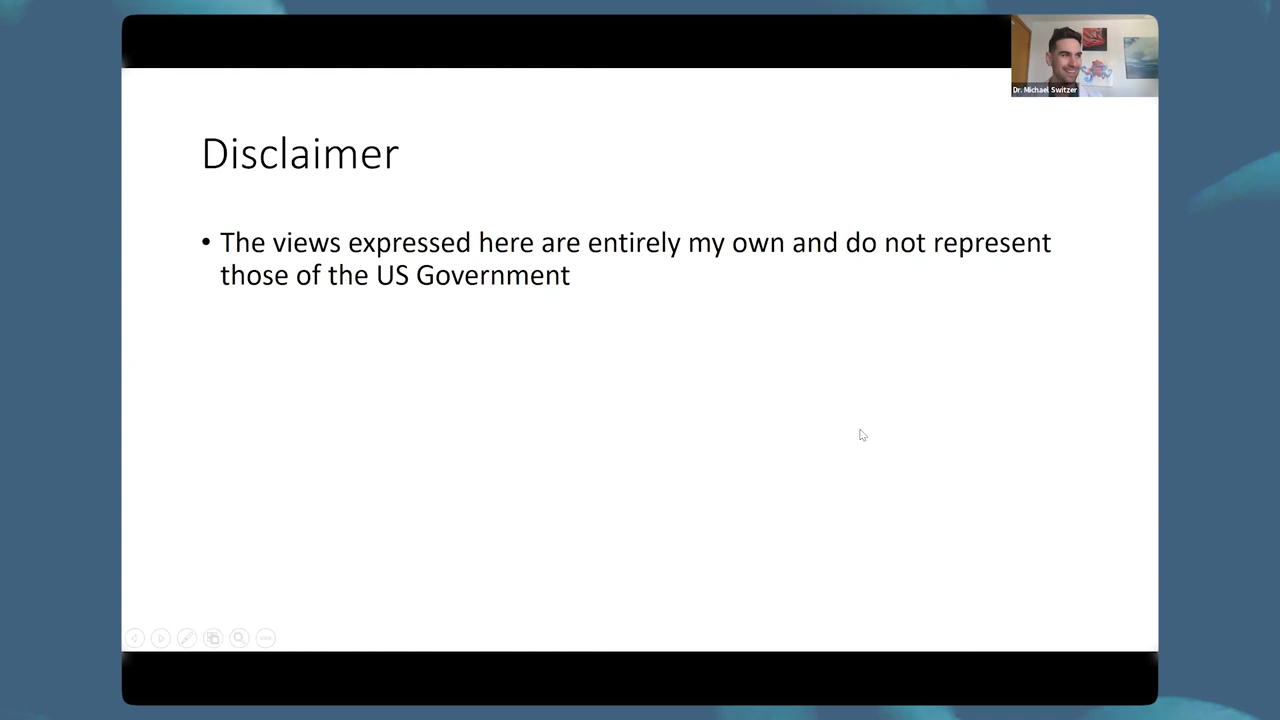 Dr. Michael Switzer
Disclaimer
• The views expressed here are entirely my own and do not represent
those of the US Government